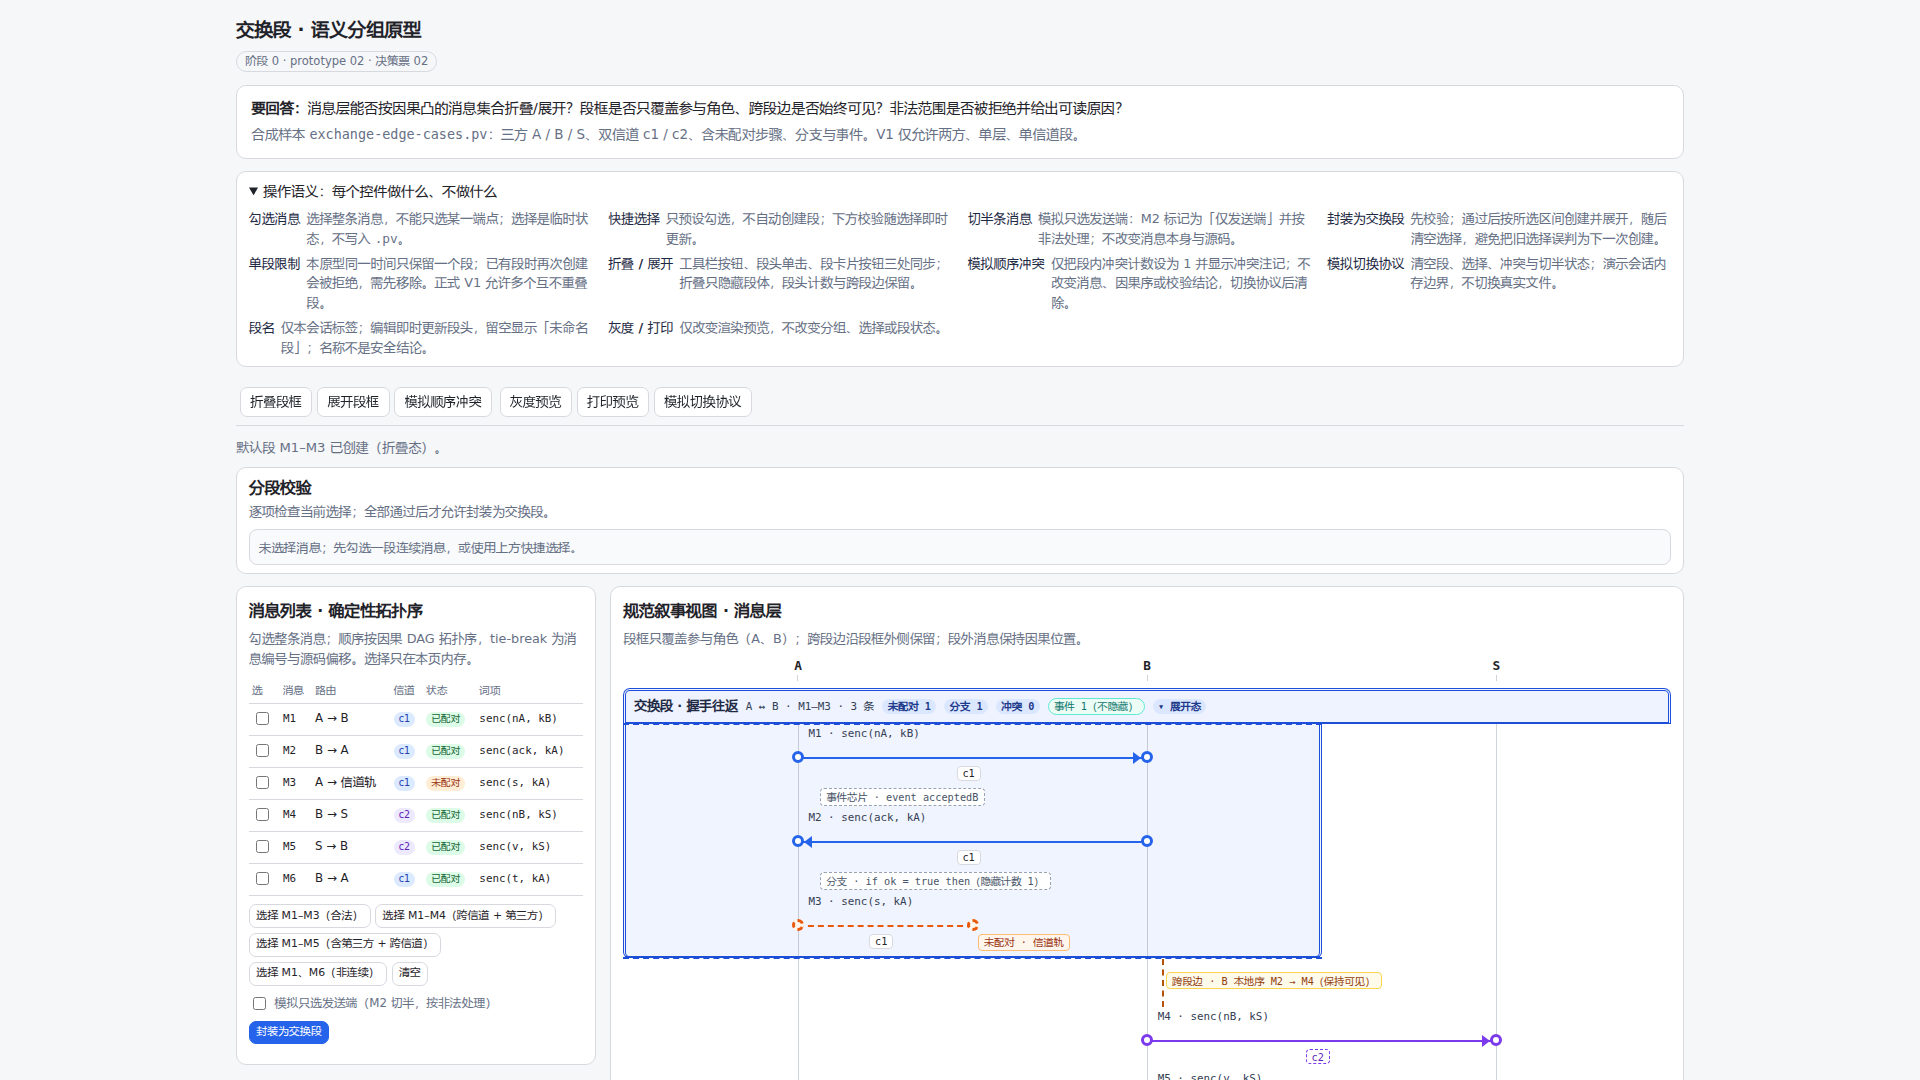 交换段 · 语义分组原型
阶段 0 · prototype 02 · 决策票 02
要回答：消息层能否按因果凸的消息集合折叠/展开？段框是否只覆盖参与角色、跨段边是否始终可见？非法范围是否被拒绝并给出可读原因？
合成样本 exchange-edge-cases.pv：三方 A / B / S、双信道 c1 / c2、含未配对步骤、分支与事件。V1 仅允许两方、单层、单信道段。
▼ 操作语义：每个控件做什么、不做什么
勾选消息 选择整条消息，不能只选某一端点；选择是临时状态，不写入 .pv。
快捷选择 只预设勾选，不自动创建段；下方校验随选择即时更新。
切半条消息 模拟只选发送端：M2 标记为「仅发送端」并按非法处理；不改变消息本身与源码。
封装为交换段 先校验；通过后按所选区间创建并展开，随后清空选择，避免把旧选择误判为下一次创建。
单段限制 本原型同一时间只保留一个段；已有段时再次创建会被拒绝，需先移除。正式 V1 允许多个互不重叠段。
折叠 / 展开 工具栏按钮、段头单击、段卡片按钮三处同步；折叠只隐藏段体，段头计数与跨段边保留。
模拟顺序冲突 仅把段内冲突计数设为 1 并显示冲突注记；不改变消息、因果序或校验结论，切换协议后清除。
模拟切换协议 清空段、选择、冲突与切半状态；演示会话内存边界，不切换真实文件。
段名 仅本会话标签；编辑即时更新段头，留空显示「未命名段」；名称不是安全结论。
灰度 / 打印 仅改变渲染预览，不改变分组、选择或段状态。
折叠段框 展开段框 模拟顺序冲突 灰度预览 打印预览 模拟切换协议
默认段 M1–M3 已创建（折叠态）。
分段校验
逐项检查当前选择；全部通过后才允许封装为交换段。
未选择消息；先勾选一段连续消息，或使用上方快捷选择。
消息列表 · 确定性拓扑序
勾选整条消息；顺序按因果 DAG 拓扑序，tie-break 为消
息编号与源码偏移。选择只在本页内存。
选 消息 路由 信道 状态 词项
M1 A → B c1 已配对 senc(nA, kB)
M2 B → A c1 已配对 senc(ack, kA)
M3 A → 信道轨 c1 未配对 senc(s, kA)
M4 B → S c2 已配对 senc(nB, kS)
M5 S → B c2 已配对 senc(v, kS)
M6 B → A c1 已配对 senc(t, kA)
选择 M1–M3（合法） 选择 M1–M4（跨信道 + 第三方）
选择 M1–M5（含第三方 + 跨信道）
选择 M1、M6（非连续） 清空
模拟只选发送端（M2 切半，按非法处理）
封装为交换段
规范叙事视图 · 消息层
段框只覆盖参与角色（A、B）；跨段边沿段框外侧保留；段外消息保持因果位置。
A B S
交换段 · 握手往返 A ↔ B · M1–M3 · 3 条 未配对 1 分支 1 冲突 0 事件 1（不隐藏） ▾ 展开态
M1 · senc(nA, kB)
c1
事件芯片 · event acceptedB
M2 · senc(ack, kA)
c1
分支 · if ok = true then（隐藏计数 1）
M3 · senc(s, kA)
c1 未配对 · 信道轨
跨段边 · B 本地序 M2 → M4（保持可见）
M4 · senc(nB, kS)
c2
M5 · senc(v, kS)